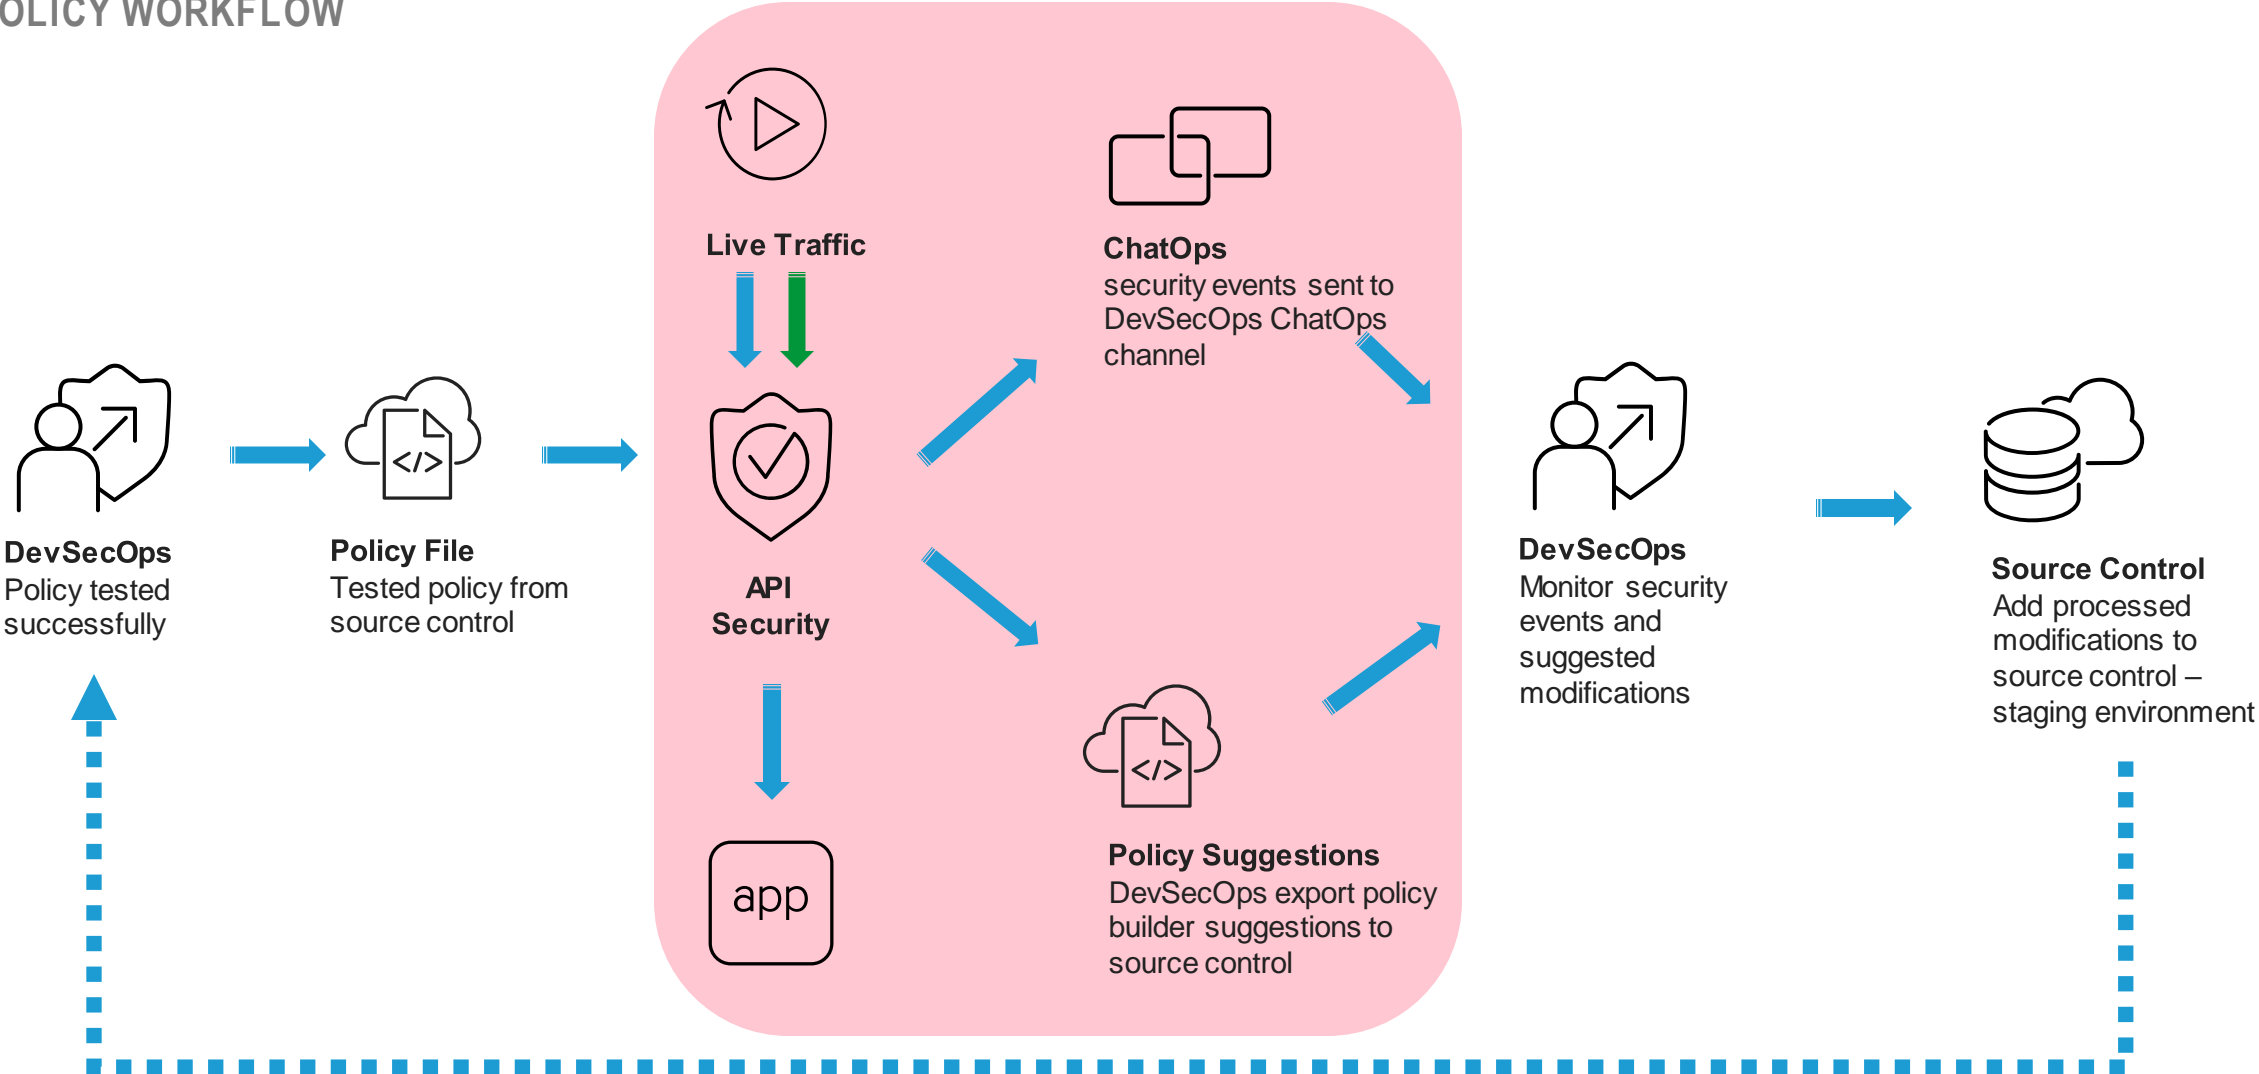 OLICY WORKFLOW
Live Traffic
ChatOps
security events sent to
DevSecOps ChatOps
channel
DevSecOps
Policy tested
successfully
</>
Policy File
Tested policy from
source control
API
Security
app
</>
Policy Suggestions
DevSecOps export policy
builder suggestions to
source control
DevSecOps
Monitor security
events and
suggested
modifications
Source Control
Add processed
modifications to
source control –
staging environment